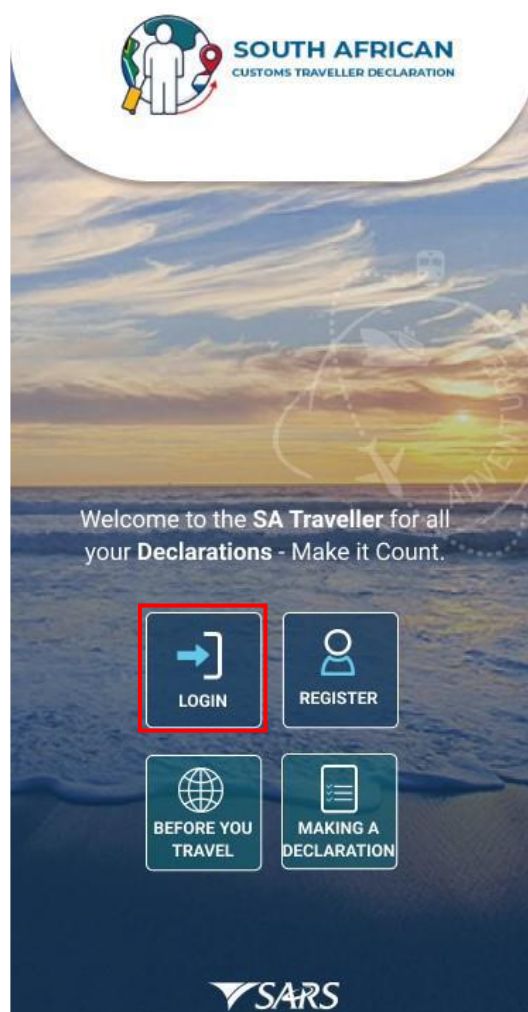 SOUTH AFRICAN
CUSTOMS TRAVELLER DECLARATION
ADVENTURE
Welcome to the SA Traveller for all
your Declarations - Make it Count.
LOGIN
REGISTER
BEFORE YOU
TRAVEL
MAKING A
DECLARATION
SARS